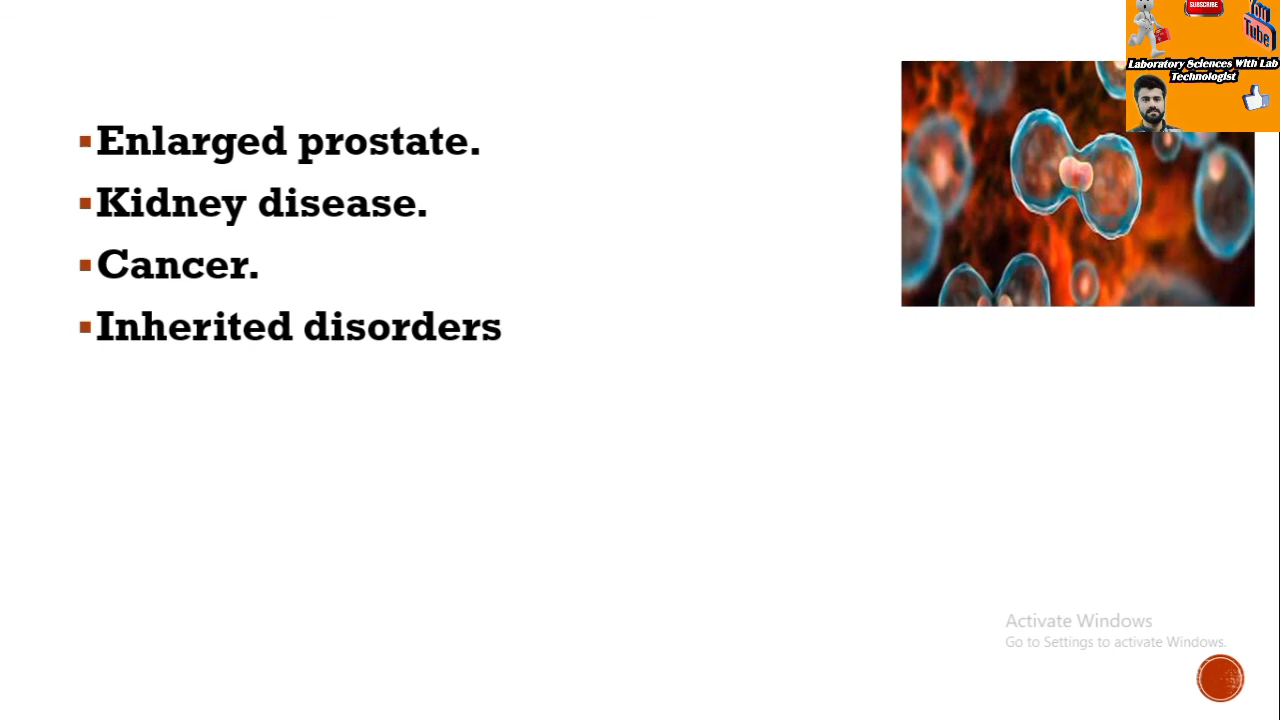 SUBSCRIBE
You
Tube
Laboratory Sciences With Lab
Technologist
Enlarged prostate.
Kidney disease.
Cancer.
Inherited disorders
Activate Windows
Go to Settings to activate Windows.